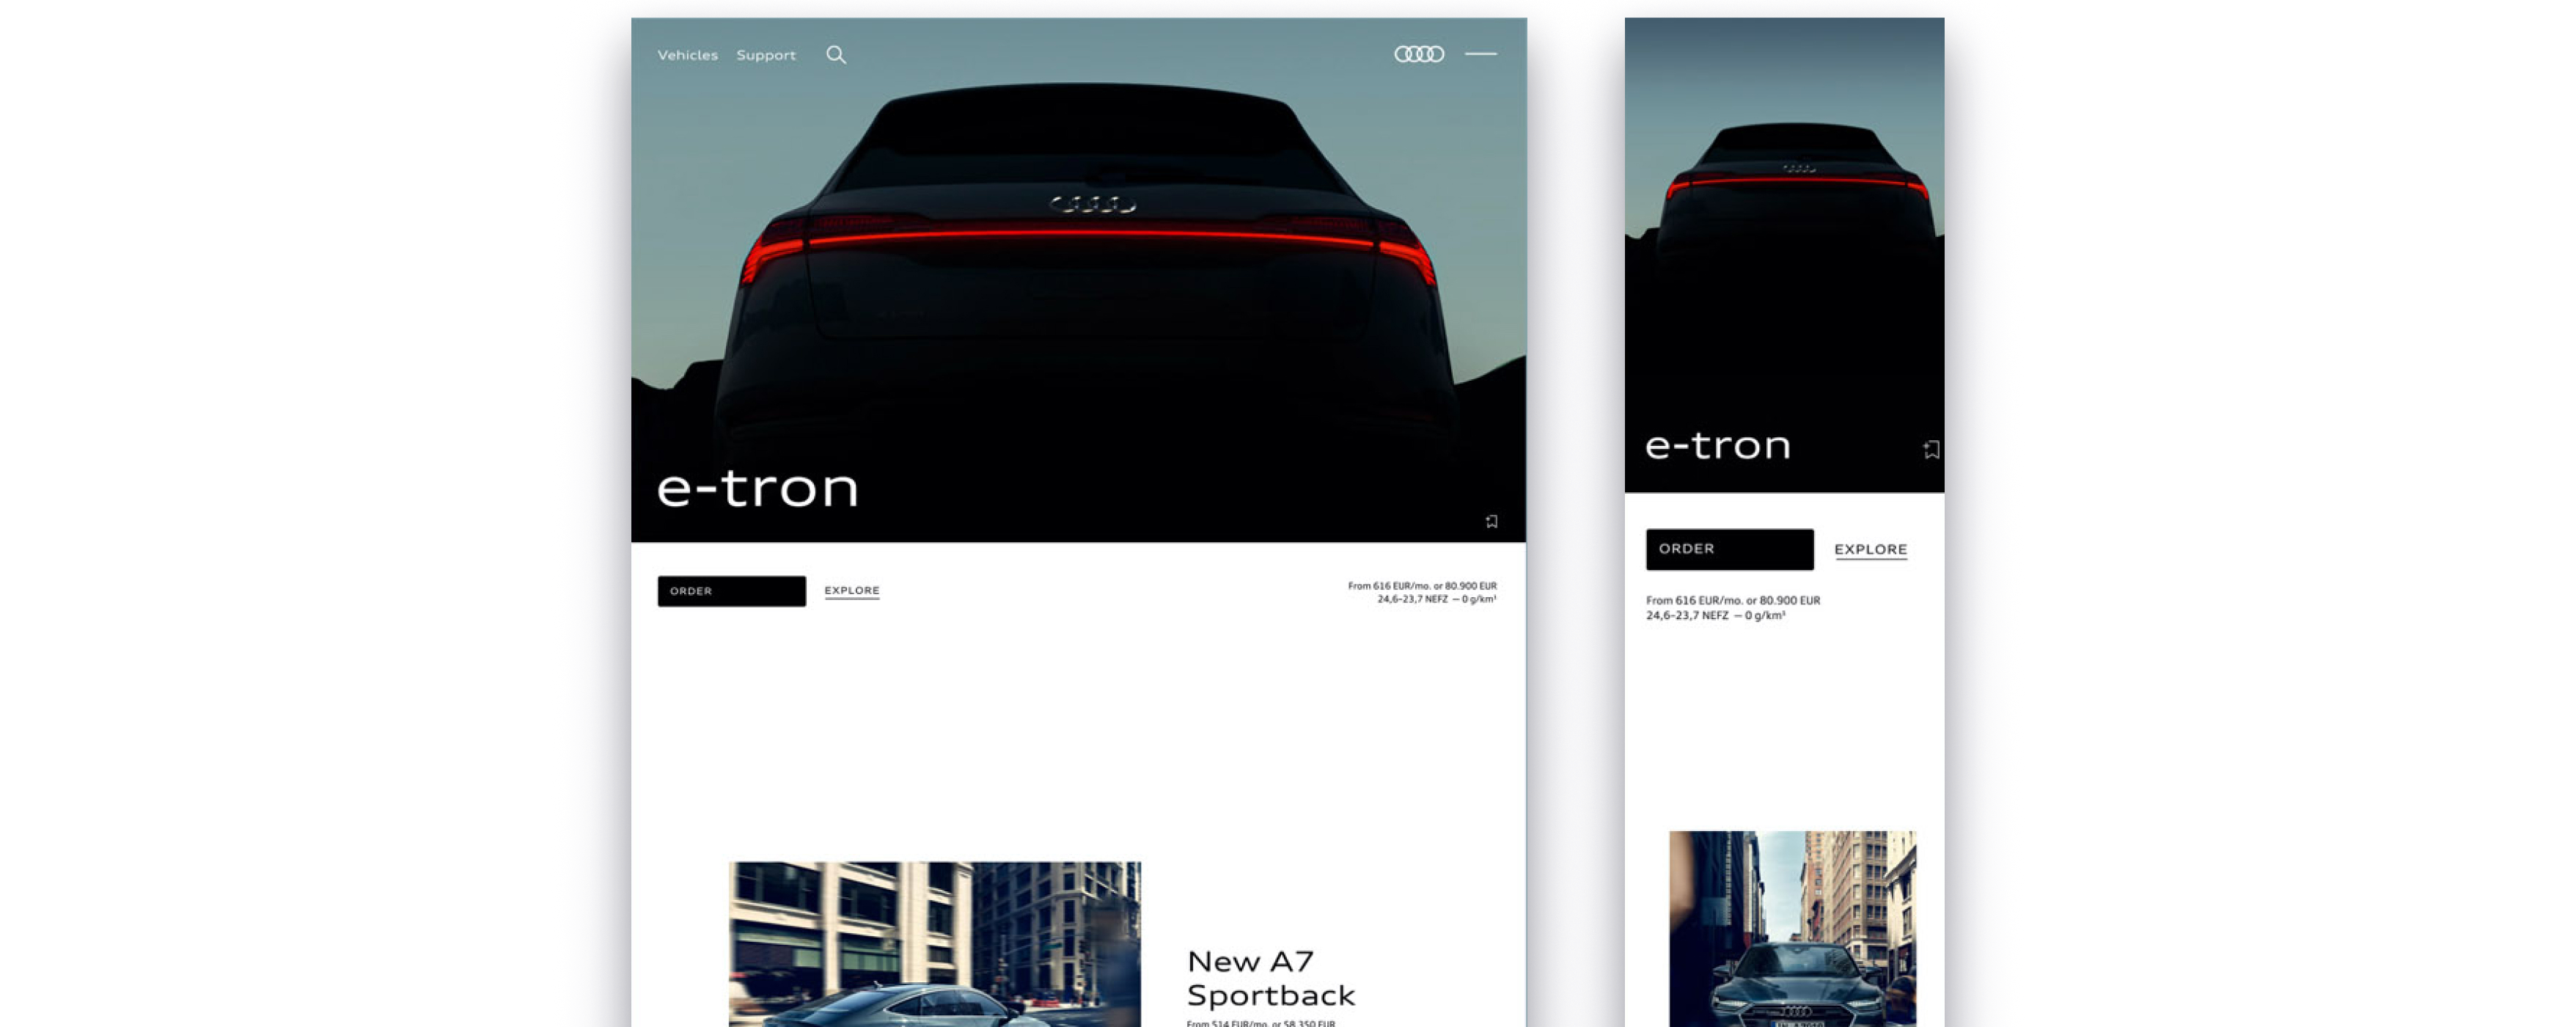 Vehicles Support
e-tron
ORDER EXPLORE
From 616 EUR/mo. or 80.900 EUR
24,6–23,7 NEFZ — 0 g/km¹
New A7
Sportback
From 514 EUR/mo. or 58.350 EUR
e-tron
ORDER EXPLORE
From 616 EUR/mo. or 80.900 EUR
24,6–23,7 NEFZ — 0 g/km¹